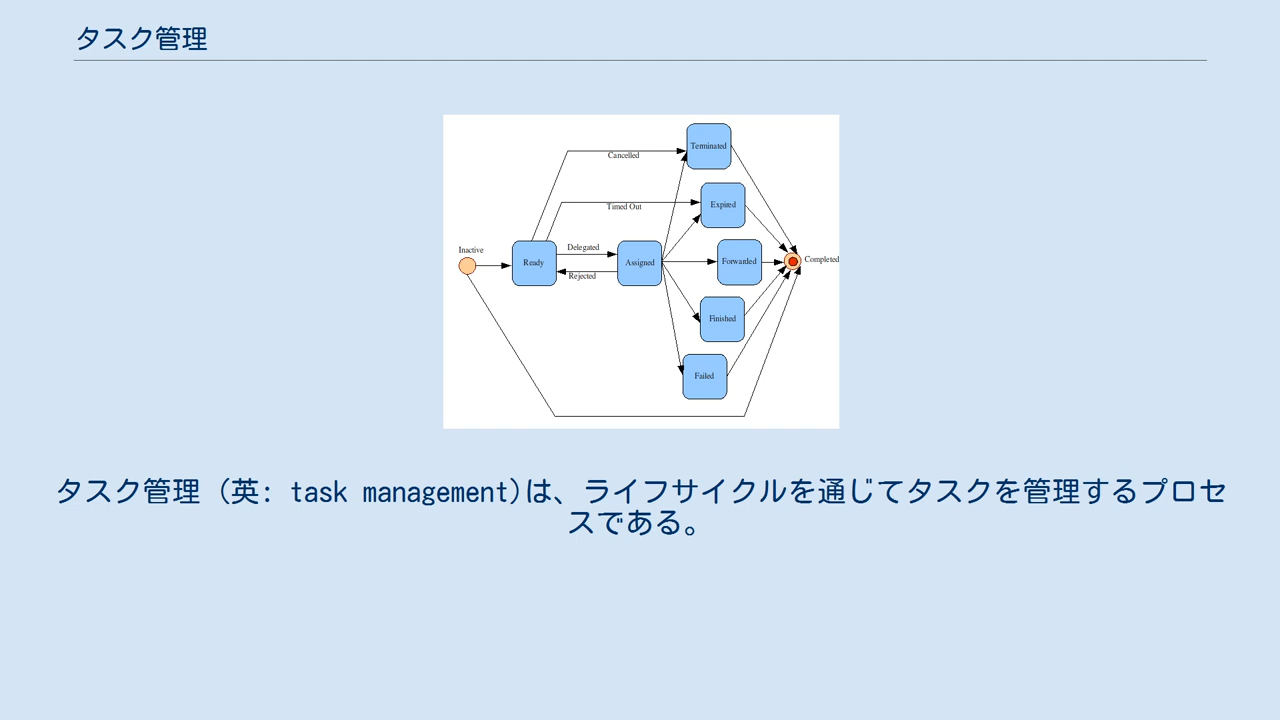 タスク管理
Terminated
Cancelled
Expired
Timed Out
Inactive
Delegated
Ready
Assigned
Forwarded
Completed
Rejected
Finished
Failed
タスク管理 (英: task management)は、ライフサイクルを通じてタスクを管理するプロセ
スである。